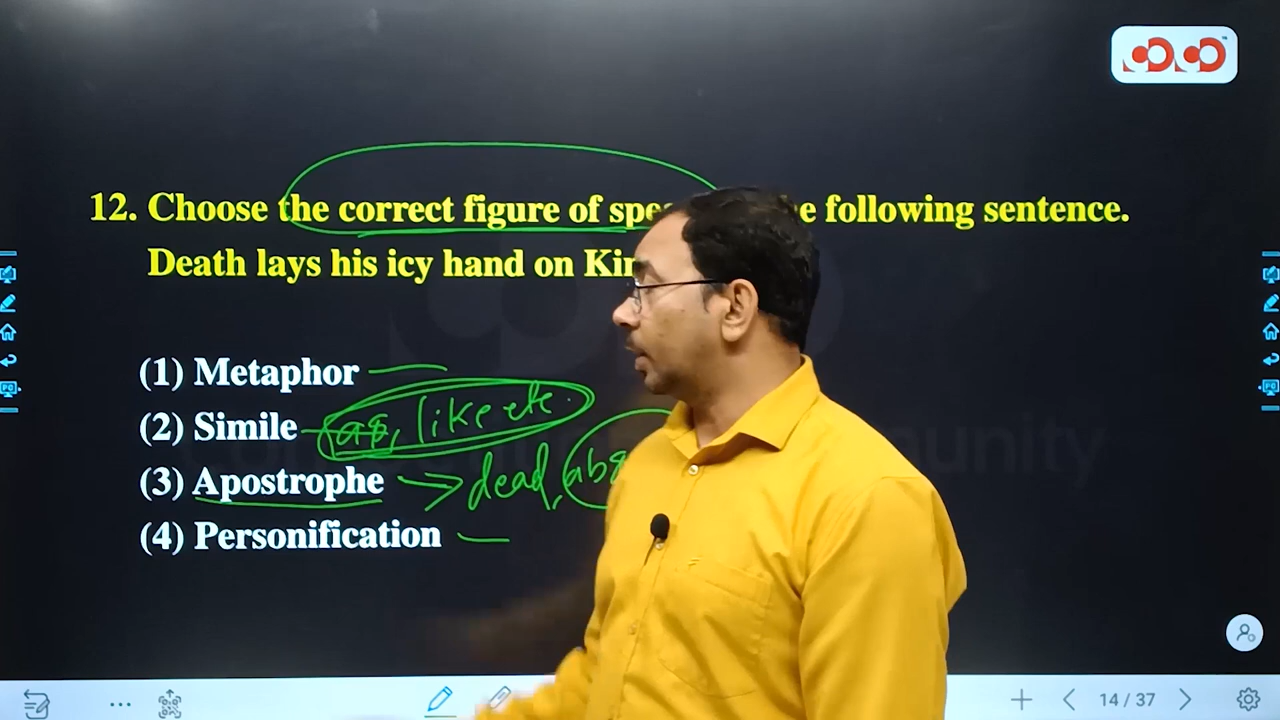 12. Choose the correct figure of spe e following sentence.
Death lays his icy hand on Kin
(1) Metaphor
(2) Simile as, like etc.
(3) Apostrophe → dead, abs
(4) Personification
14 / 37